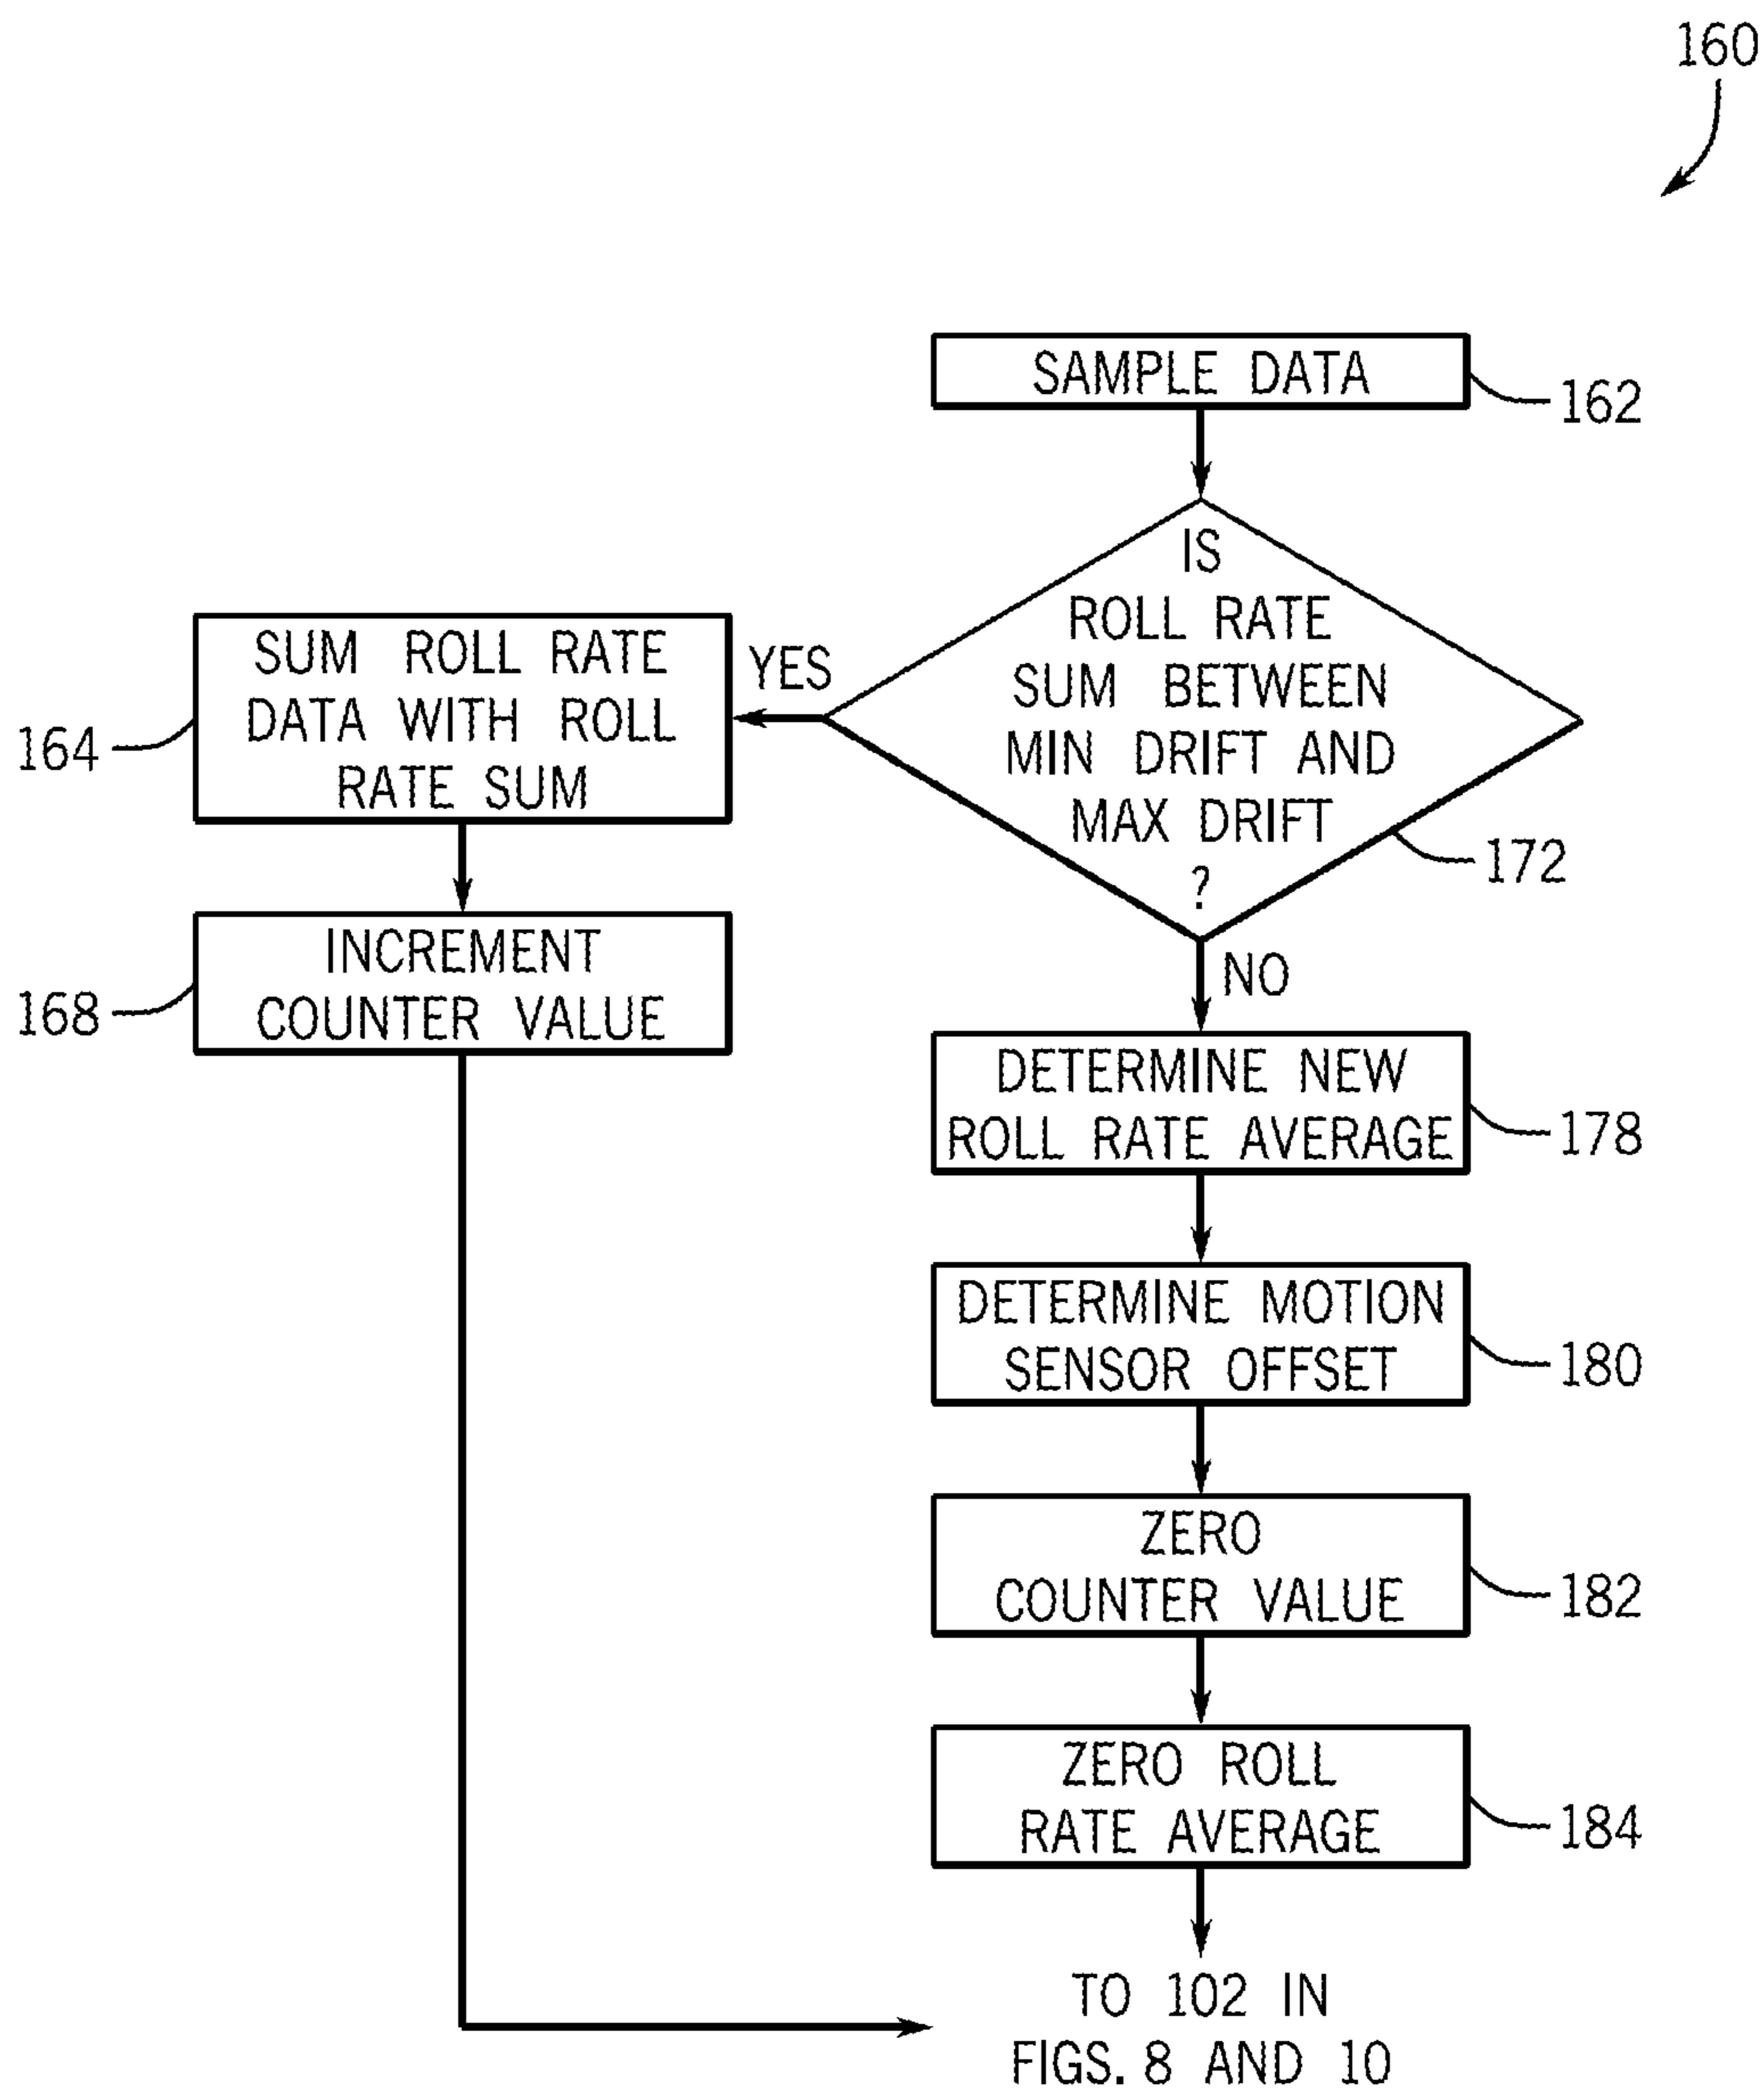 160
SAMPLE DATA
162
IS
ROLL RATE
SUM BETWEEN
MIN DRIFT AND
MAX DRIFT
?
172
YES
SUM ROLL RATE
DATA WITH ROLL
RATE SUM
164
INCREMENT
COUNTER VALUE
168
NO
DETERMINE NEW
ROLL RATE AVERAGE
178
DETERMINE MOTION
SENSOR OFFSET
180
ZERO
COUNTER VALUE
182
ZERO ROLL
RATE AVERAGE
184
TO 102 IN
FIGS. 8 AND 10